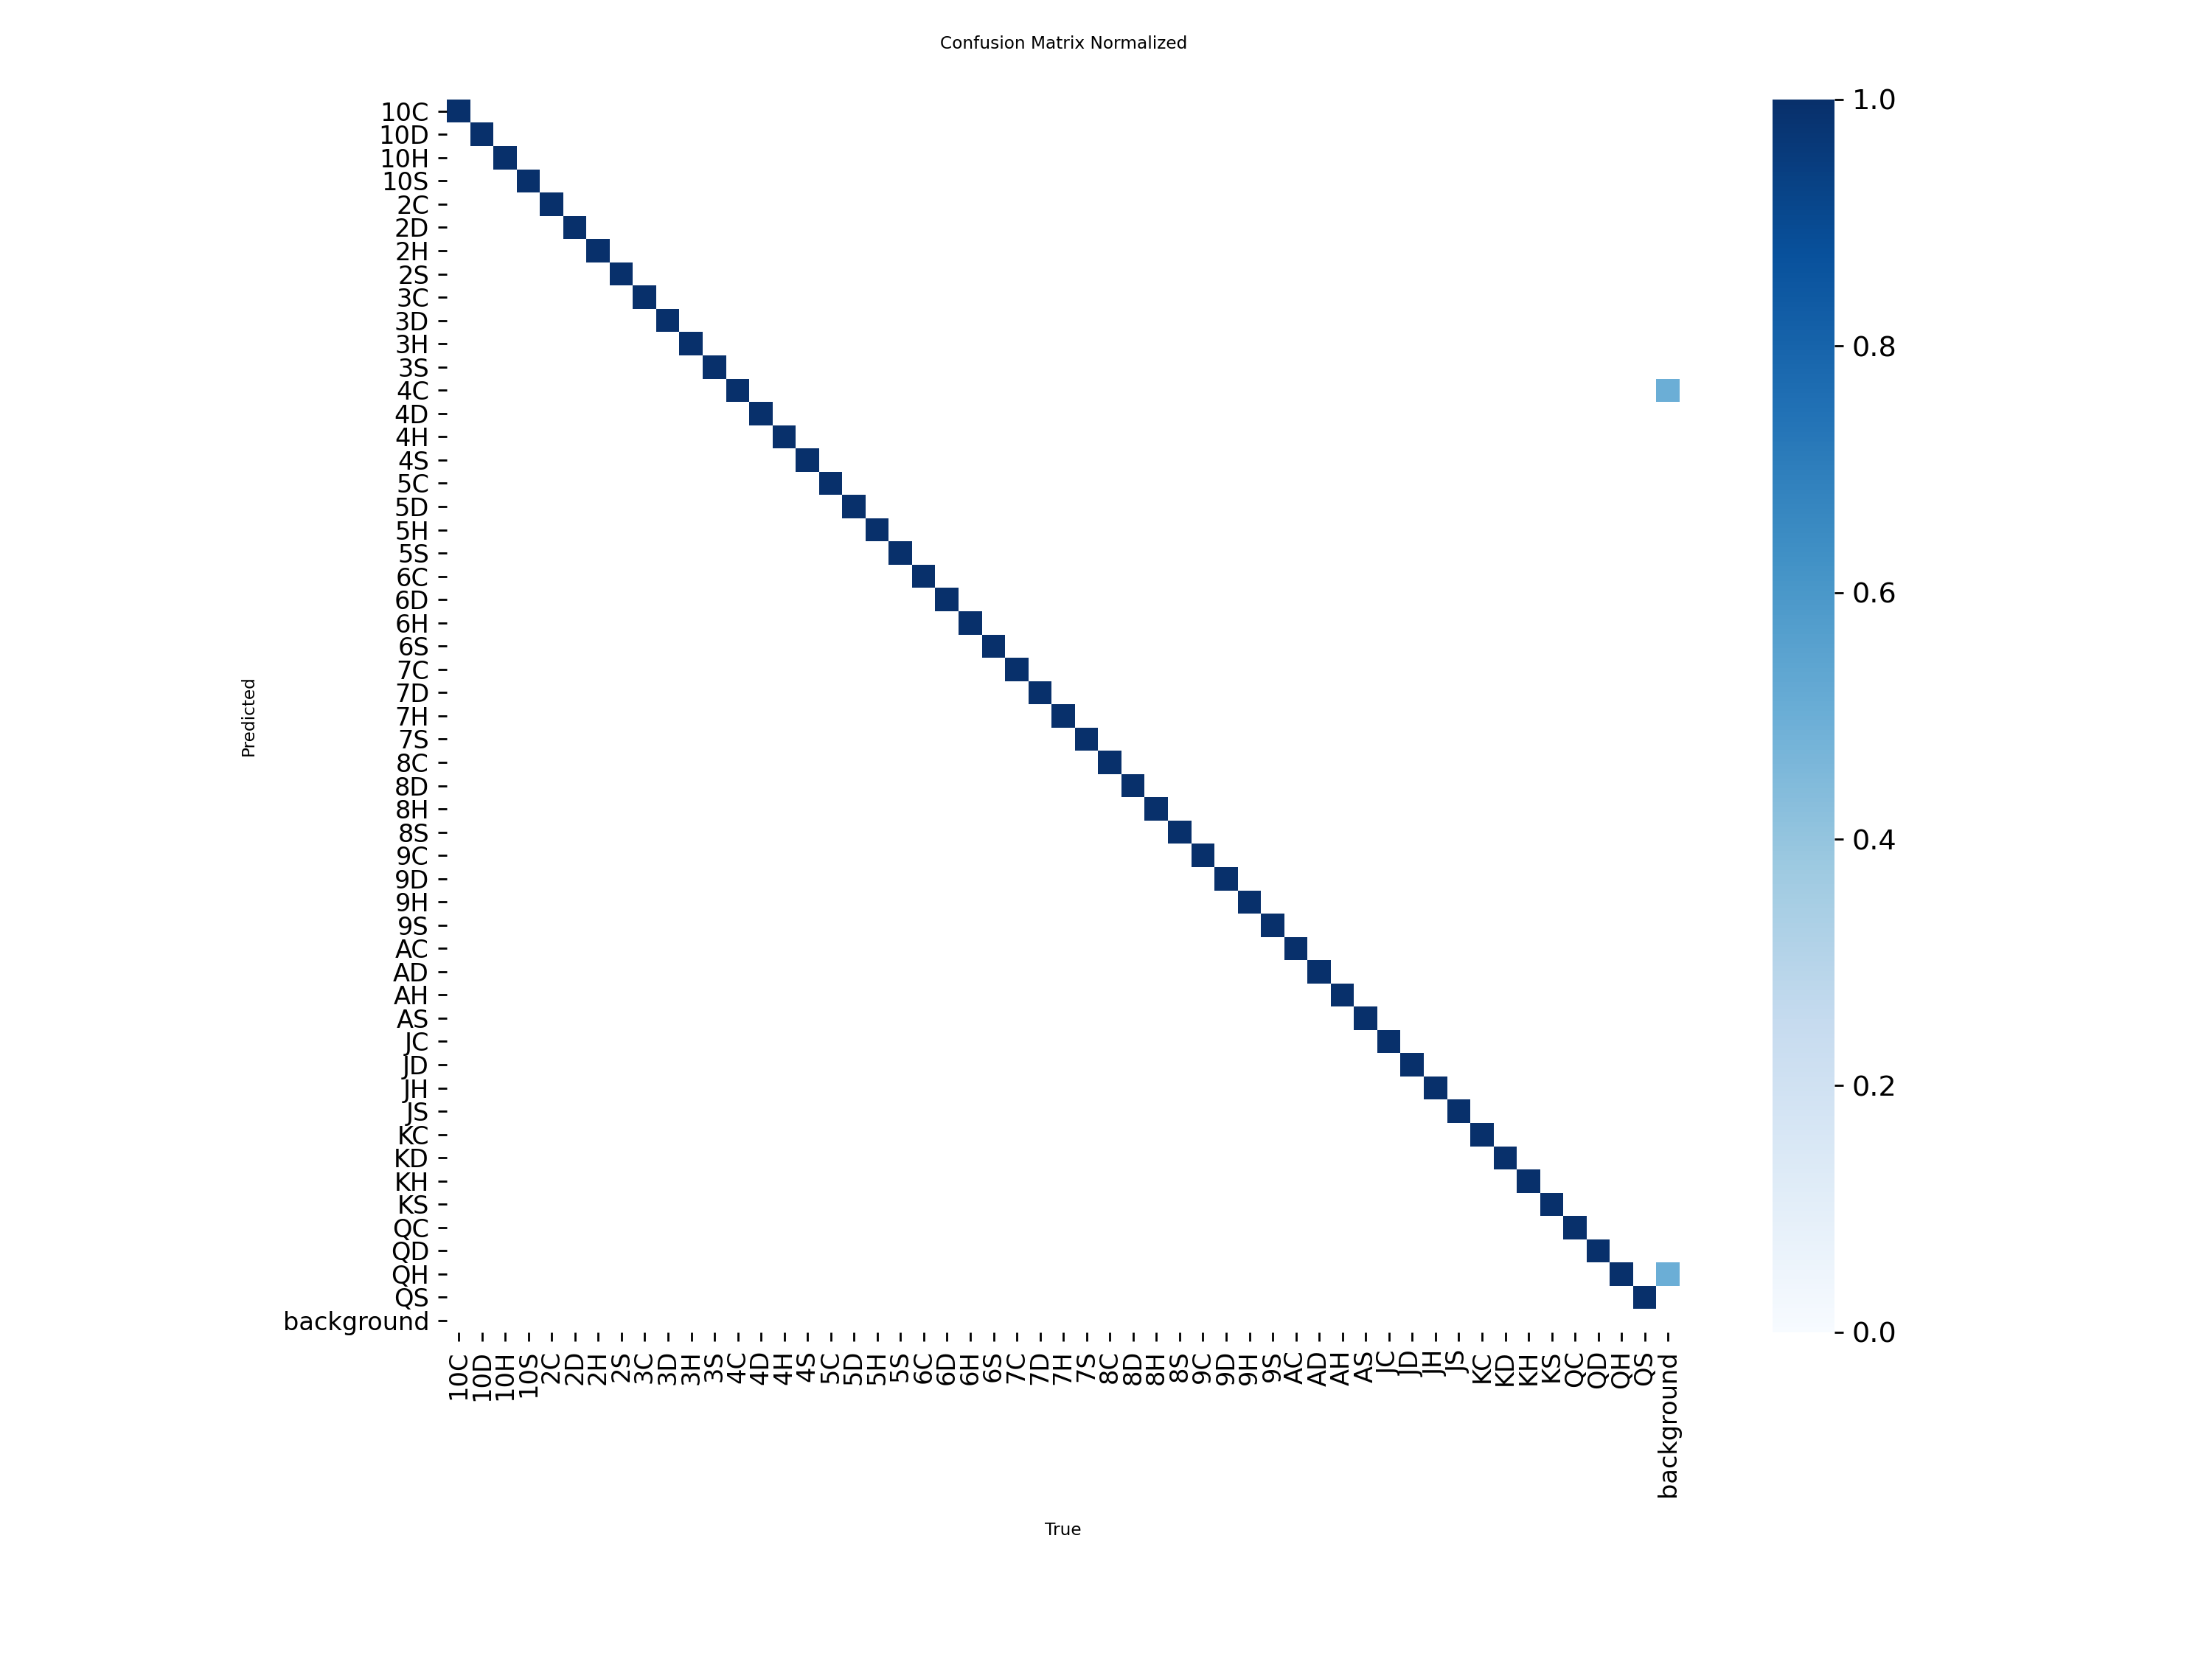 Confusion Matrix Normalized
10C
10D
10H
10S
2C
2D
2H
2S
3C
3D
3H
3S
4C
4D
4H
4S
5C
5D
5H
5S
6C
6D
6H
6S
7C
7D
7H
7S
8C
8D
8H
8S
9C
9D
9H
9S
AC
AD
AH
AS
JC
JD
JH
JS
KC
KD
KH
KS
QC
QD
QH
QS
background
Predicted
10C 10D 10H 10S 2C 2D 2H 2S 3C 3D 3H 3S 4C 4D 4H 4S 5C 5D 5H 5S 6C 6D 6H 6S 7C 7D 7H 7S 8C 8D 8H 8S 9C 9D 9H 9S AC AD AH AS JC JD JH JS KC KD KH KS QC QD QH QS background
True
1.0
0.8
0.6
0.4
0.2
0.0